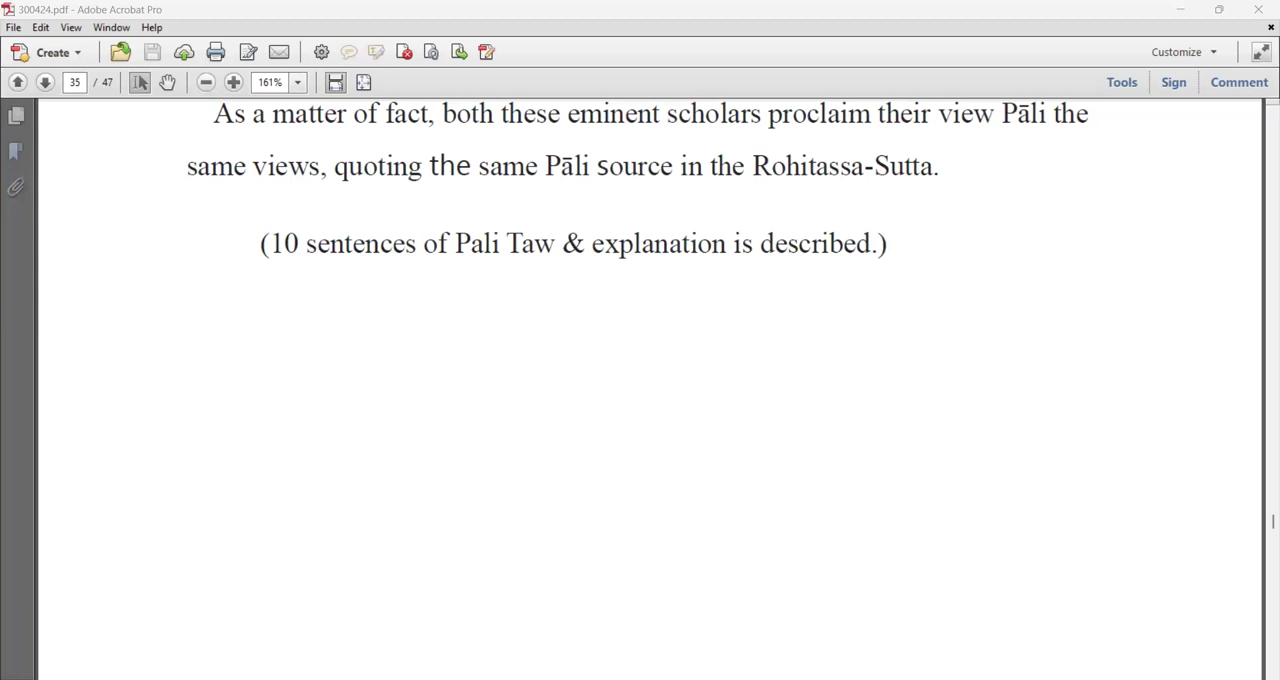 300424.pdf - Adobe Acrobat Pro
File Edit View Window Help
Create Customize
35 / 47 161% Tools Sign Comment
As a matter of fact, both these eminent scholars proclaim their view Pāli the
same views, quoting the same Pāli source in the Rohitassa-Sutta.
(10 sentences of Pali Taw & explanation is described.)